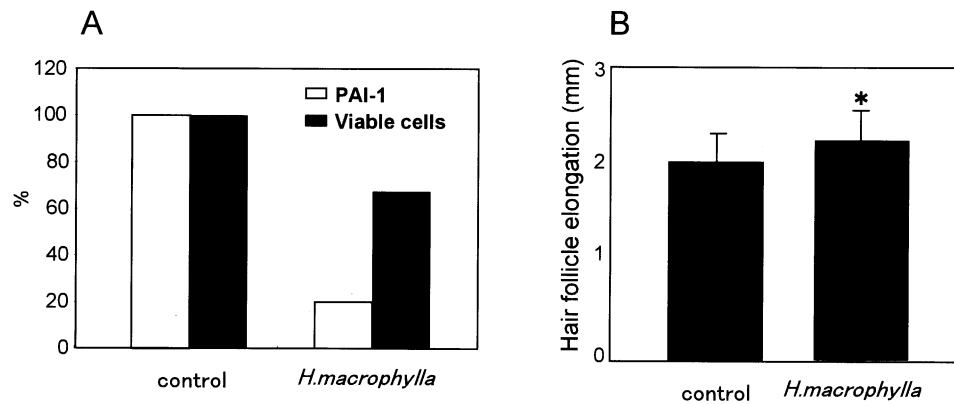 A
120
100
80
60
40
20
0
%
PAI-1
Viable cells
control
H.macrophylla
B
3
2
1
0
Hair follicle elongation (mm)
*
control
H.macrophylla